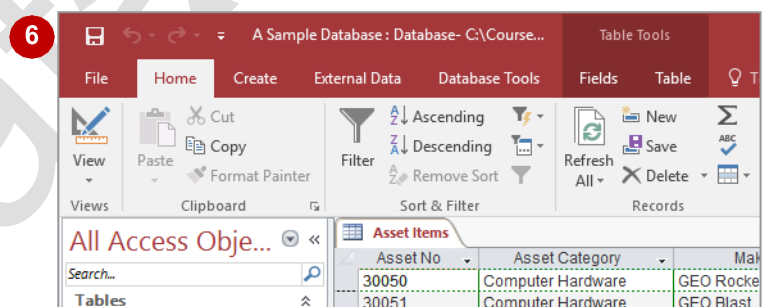 6
A Sample Database : Database- C:\Course...
Table Tools
File Home Create External Data Database Tools Fields Table
View
Paste
Cut
Copy
Format Painter
Filter
Ascending
Descending
Remove Sort
Refresh
All
New
Save
Delete
ABC
Views Clipboard Sort & Filter Records
All Access Obje...
Search...
Tables
Asset Items
Asset No Asset Category Mak
30050 Computer Hardware GEO Rocke
30051 Computer Hardware GEO Blast